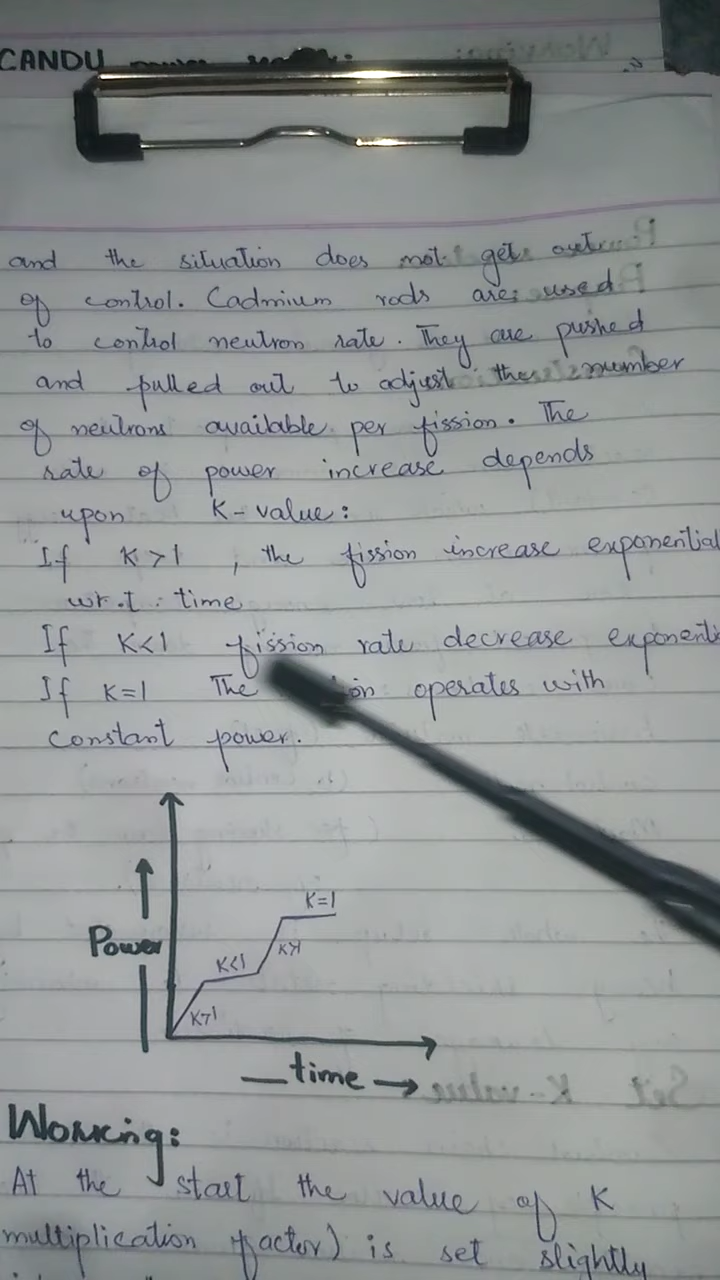 CANDU
and the situation does not gets out
of control. Cadmium rods are used
to control neutron rate. They are pushed
and pulled out to adjust the number
of neutrons available per fission. The
rate of power increase depends
upon K-value:
If K>1, the fission increase exponential
w.r.t. time
If K<1 fission rate decrease exponenti
If K=1 The operates with
constant power.
K=1
Power
K<1
K>1
K>1
time
Set K-value
Working:
At the start the value of K
multiplication factor) is set slightly